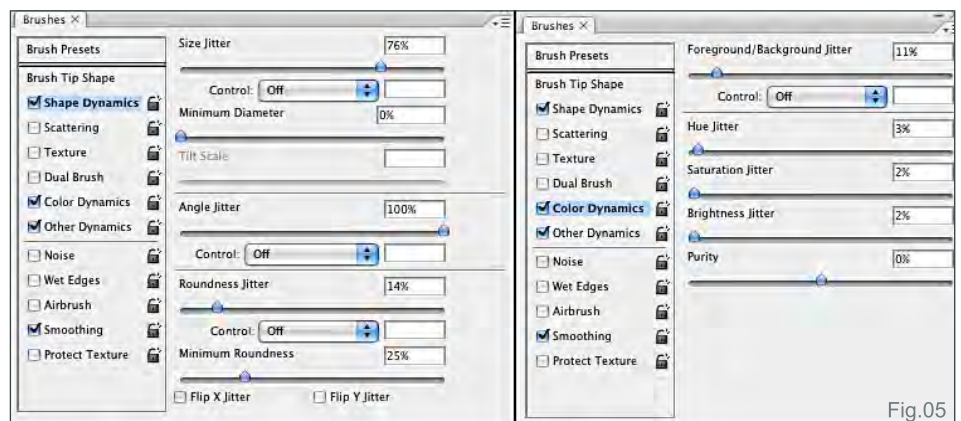 Brushes ×
Brush Presets
Brush Tip Shape
Shape Dynamics
Scattering
Texture
Dual Brush
Color Dynamics
Other Dynamics
Noise
Wet Edges
Airbrush
Smoothing
Protect Texture
Size Jitter 76%
Control: Off
Minimum Diameter 0%
Tilt Scale
Angle Jitter 100%
Control: Off
Roundness Jitter 14%
Control: Off
Minimum Roundness 25%
Flip X Jitter Flip Y Jitter
Brushes ×
Brush Presets
Brush Tip Shape
Shape Dynamics
Scattering
Texture
Dual Brush
Color Dynamics
Other Dynamics
Noise
Wet Edges
Airbrush
Smoothing
Protect Texture
Foreground/Background Jitter 11%
Control: Off
Hue Jitter 3%
Saturation Jitter 2%
Brightness Jitter 2%
Purity 0%
Fig.05